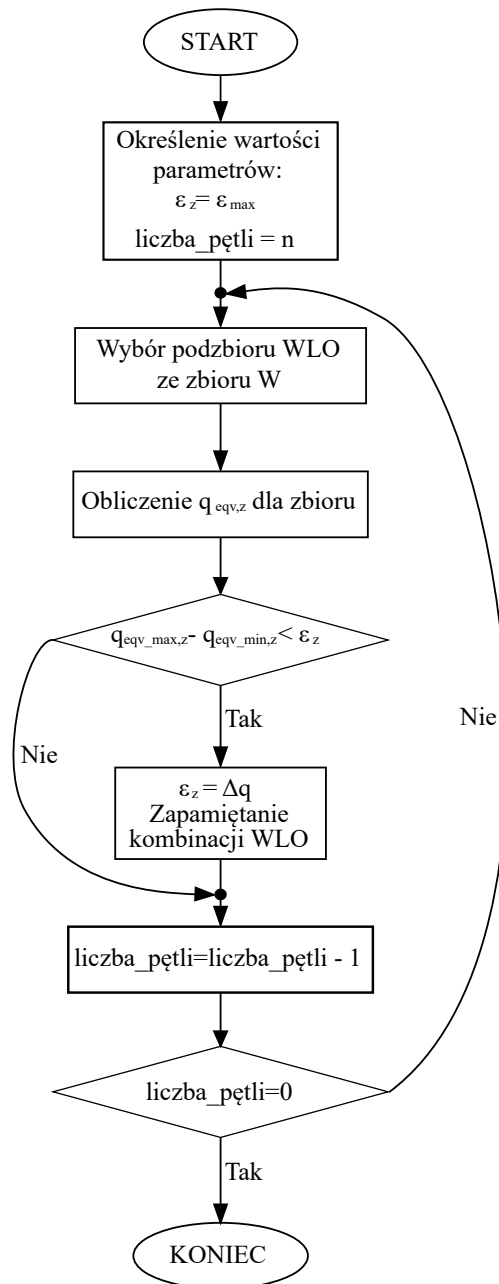 START
Określenie wartości
parametrów:
ε z= ε max
liczba_pętli = n
Wybór podzbioru WLO
ze zbioru W
Obliczenie q eqv,z dla zbioru
qeqv_max,z- qeqv_min,z< ε z
Tak
Nie
Nie
ε z = Δq
Zapamiętanie
kombinacji WLO
liczba_pętli=liczba_pętli - 1
liczba_pętli=0
Tak
KONIEC